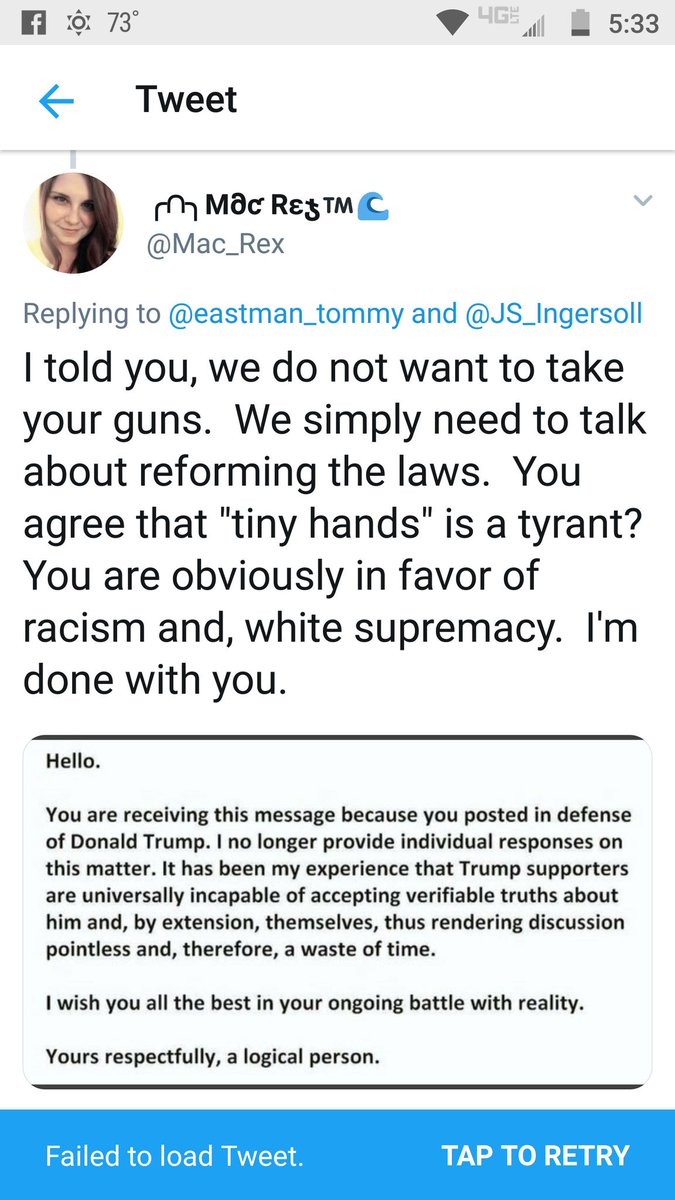 73°
4G LTE
5:33
Tweet
Mǝƈ Rεʒ™
@Mac_Rex
Replying to @eastman_tommy and @JS_Ingersoll
I told you, we do not want to take
your guns.  We simply need to talk
about reforming the laws.  You
agree that "tiny hands" is a tyrant?
You are obviously in favor of
racism and, white supremacy.  I'm
done with you.
Hello.
You are receiving this message because you posted in defense
of Donald Trump. I no longer provide individual responses on
this matter. It has been my experience that Trump supporters
are universally incapable of accepting verifiable truths about
him and, by extension, themselves, thus rendering discussion
pointless and, therefore, a waste of time.
I wish you all the best in your ongoing battle with reality.
Yours respectfully, a logical person.
Failed to load Tweet.
TAP TO RETRY